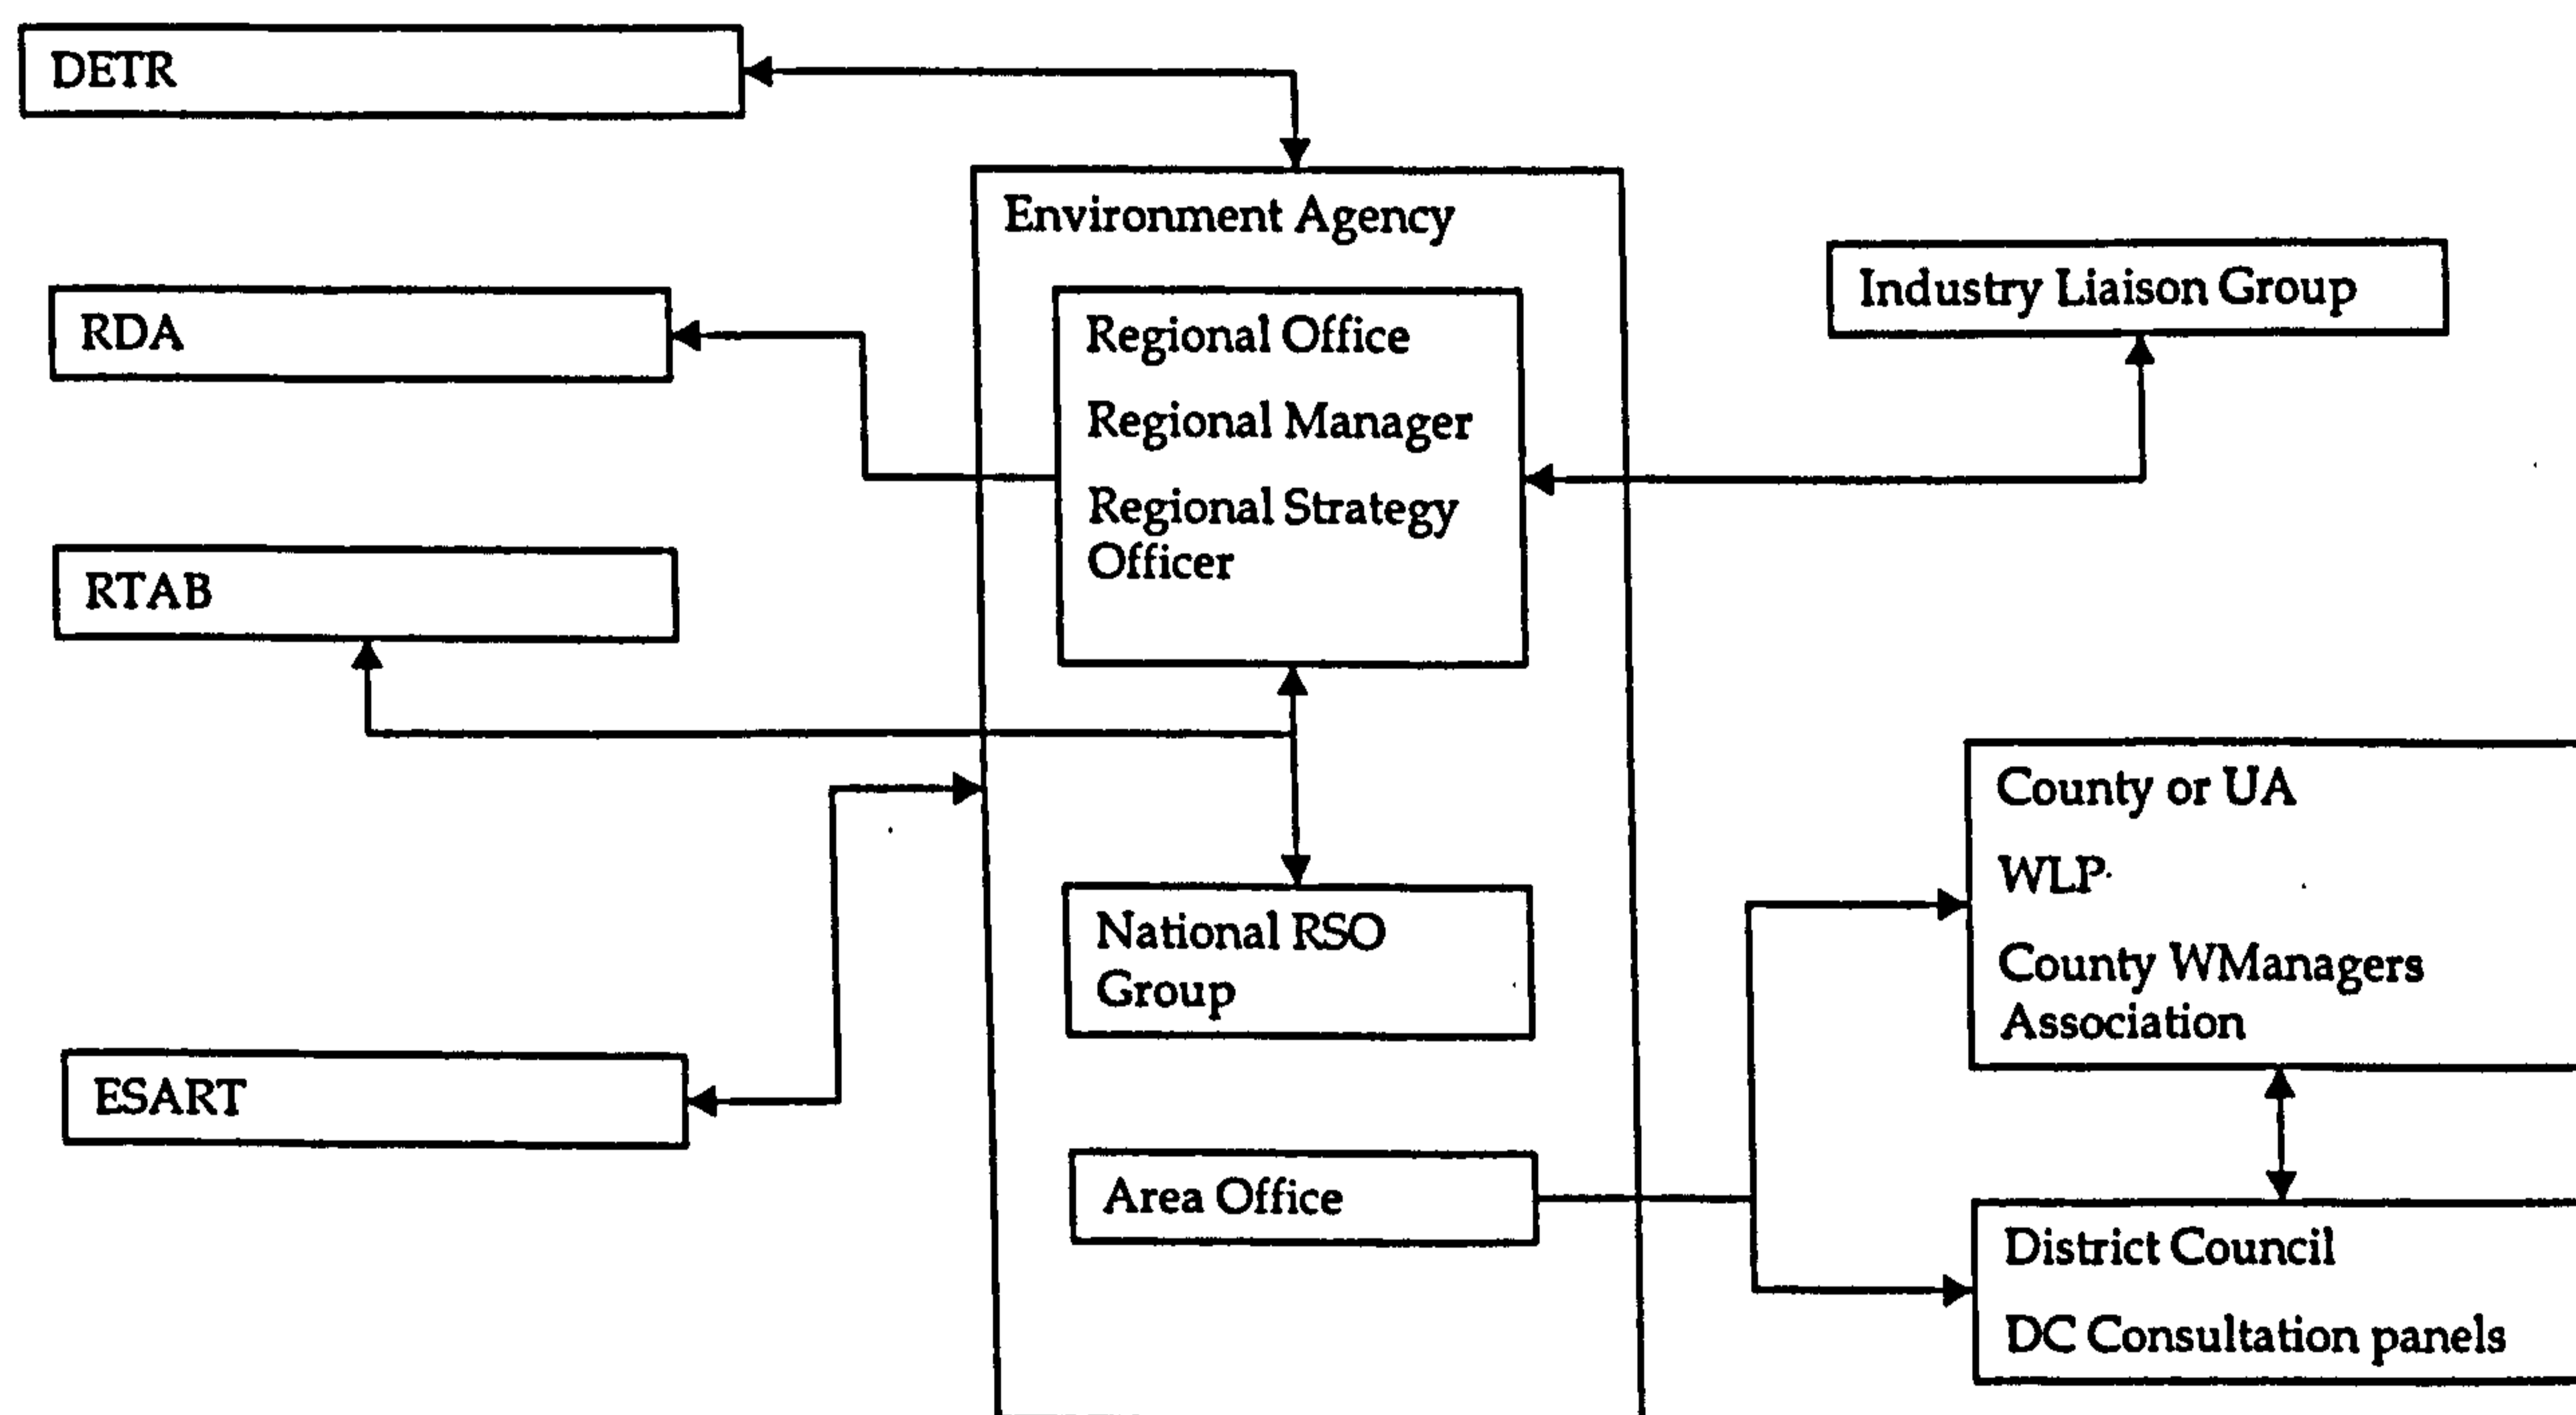 DETR
Environment Agency
Industry Liaison Group
RDA
Regional Office
Regional Manager
Regional Strategy
Officer
RTAB
County or UA
WLP
County WManagers
Association
National RSO
Group
ESART
Area Office
District Council
DC Consultation panels